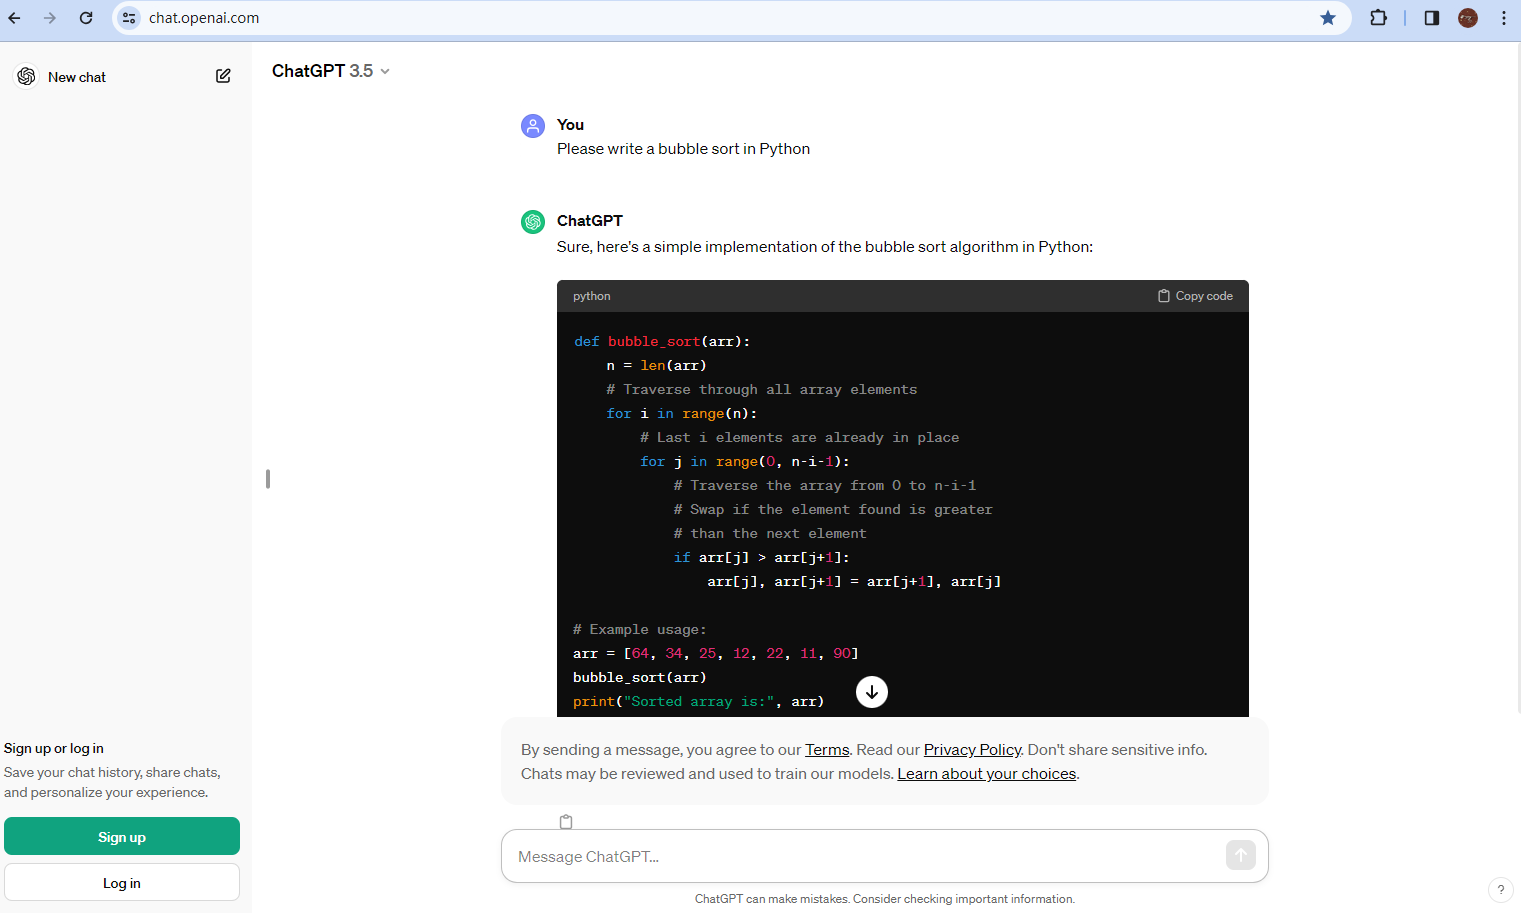 chat.openai.com
New chat
ChatGPT 3.5
You
Please write a bubble sort in Python
ChatGPT
Sure, here's a simple implementation of the bubble sort algorithm in Python:
python
Copy code
def bubble_sort(arr):
    n = len(arr)
    # Traverse through all array elements
    for i in range(n):
        # Last i elements are already in place
        for j in range(0, n-i-1):
            # Traverse the array from 0 to n-i-1
            # Swap if the element found is greater
            # than the next element
            if arr[j] > arr[j+1]:
                arr[j], arr[j+1] = arr[j+1], arr[j]
# Example usage:
arr = [64, 34, 25, 12, 22, 11, 90]
bubble_sort(arr)
print("Sorted array is:", arr)
By sending a message, you agree to our Terms. Read our Privacy Policy. Don't share sensitive info.
Chats may be reviewed and used to train our models. Learn about your choices.
Message ChatGPT...
ChatGPT can make mistakes. Consider checking important information.
?
Sign up or log in
Save your chat history, share chats,
and personalize your experience.
Sign up
Log in